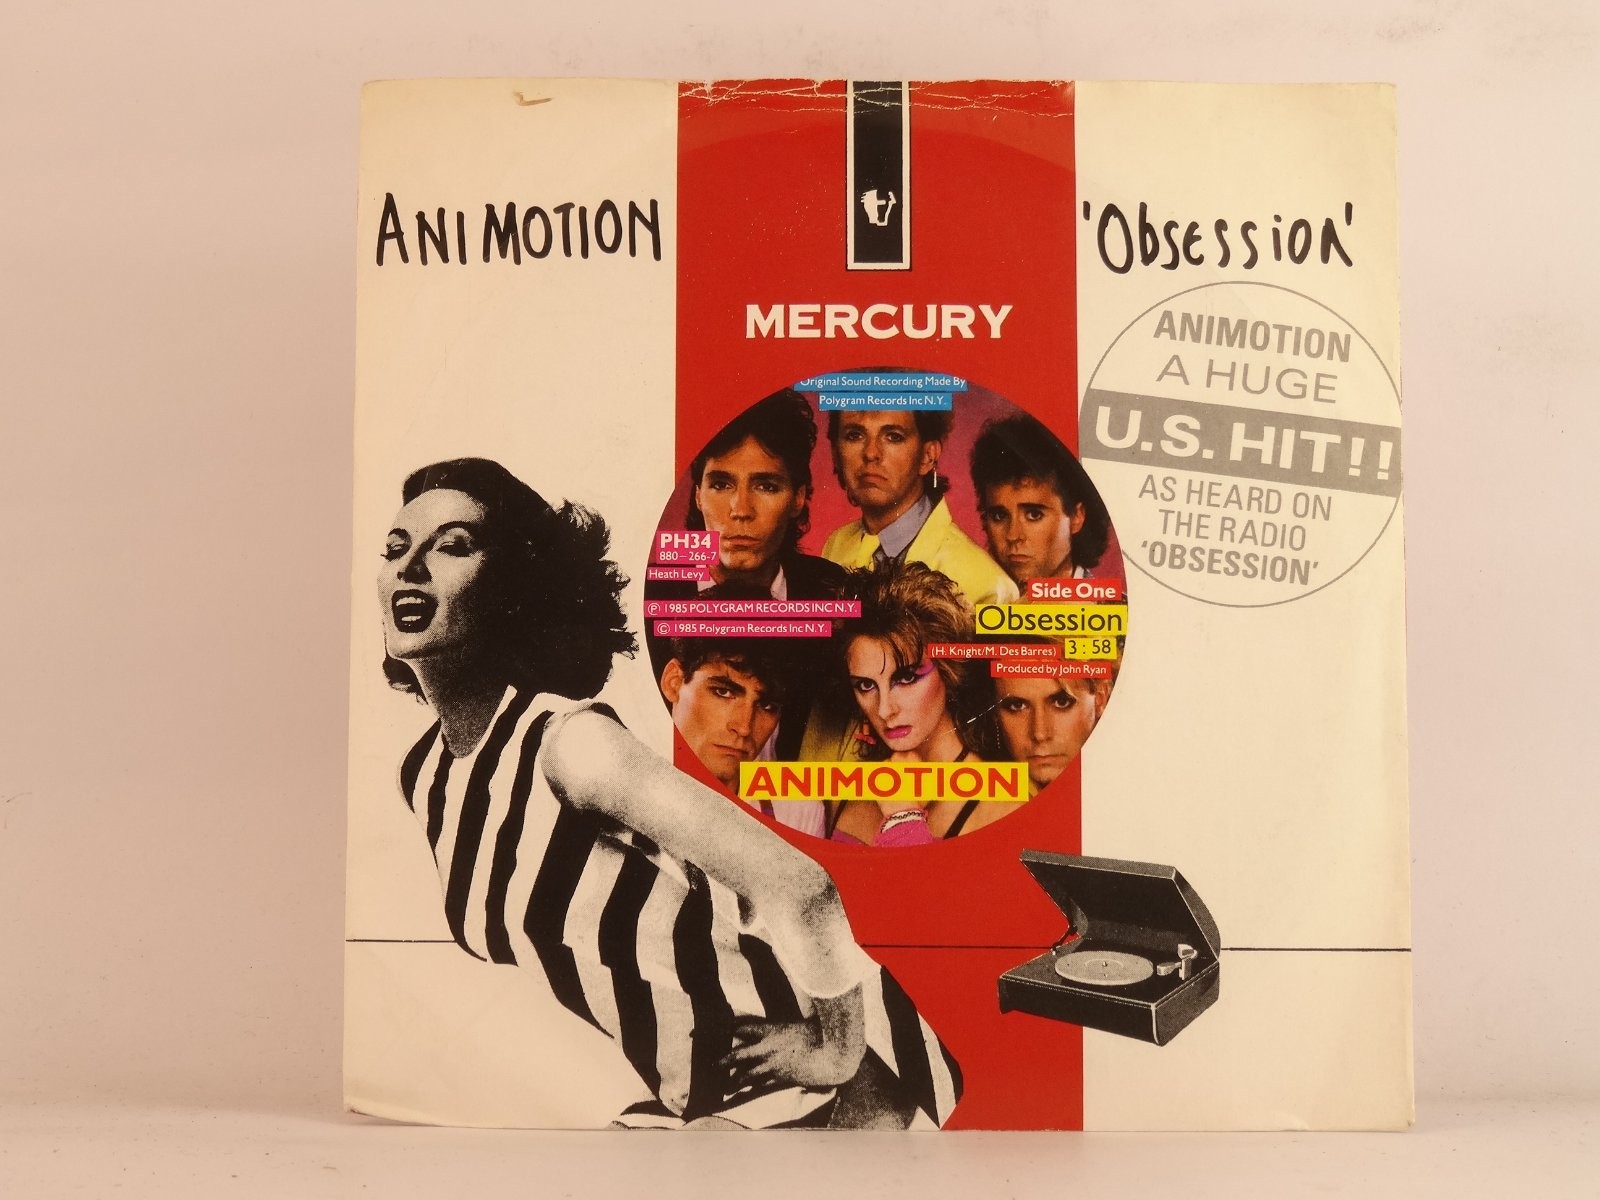 ANIMOTION
'Obsession'
MERCURY
ANIMOTION
A HUGE
U.S. HIT!!
AS HEARD ON
THE RADIO
'OBSESSION'
Original Sound Recording Made By
Polygram Records Inc N.Y.
PH34
880-266-7
Heath Levy
Ⓟ 1985 POLYGRAM RECORDS INC N.Y.
© 1985 Polygram Records Inc N.Y.
Side One
Obsession
3:58
(H. Knight/M. Des Barres)
Produced by John Ryan
ANIMOTION